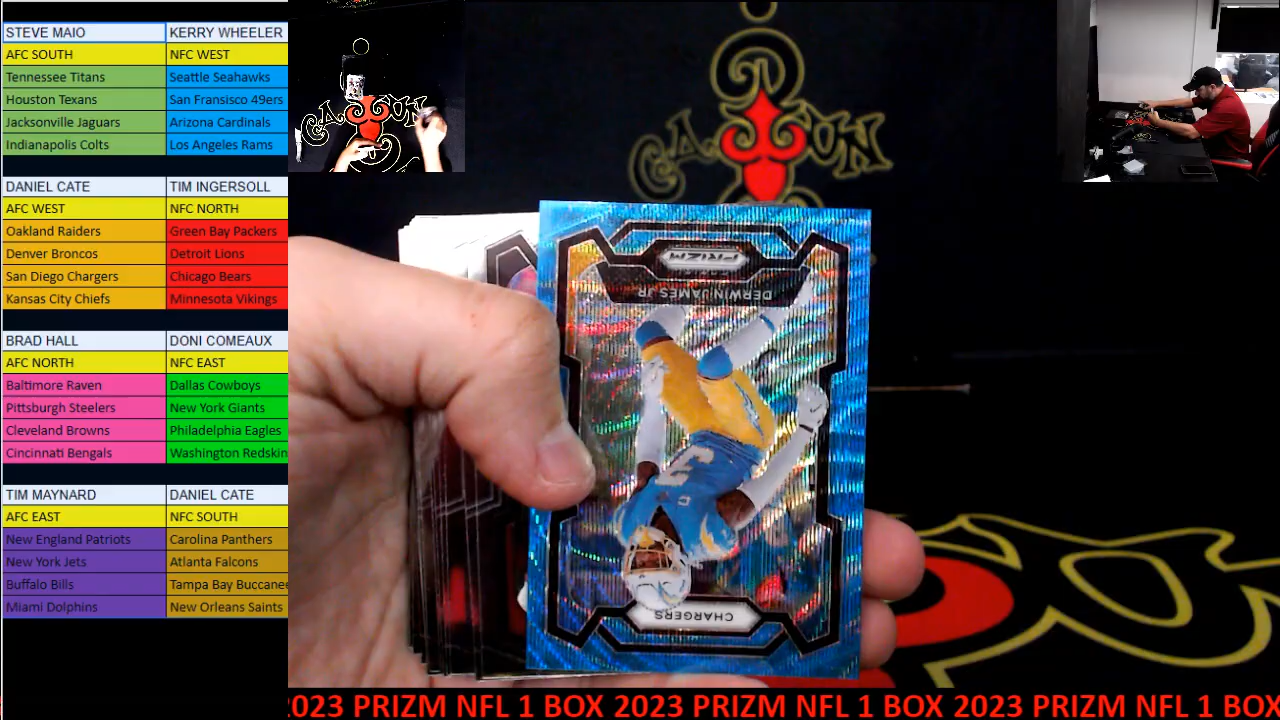 STEVE MAIO KERRY WHEELER
AFC SOUTH NFC WEST
Tennessee Titans Seattle Seahawks
Houston Texans San Fransisco 49ers
Jacksonville Jaguars Arizona Cardinals
Indianapolis Colts Los Angeles Rams
DANIEL CATE TIM INGERSOLL
AFC WEST NFC NORTH
Oakland Raiders Green Bay Packers
Denver Broncos Detroit Lions
San Diego Chargers Chicago Bears
Kansas City Chiefs Minnesota Vikings
BRAD HALL DONI COMEAUX
AFC NORTH NFC EAST
Baltimore Raven Dallas Cowboys
Pittsburgh Steelers New York Giants
Cleveland Browns Philadelphia Eagles
Cincinnati Bengals Washington Redskin
TIM MAYNARD DANIEL CATE
AFC EAST NFC SOUTH
New England Patriots Carolina Panthers
New York Jets Atlanta Falcons
Buffalo Bills Tampa Bay Buccanee
Miami Dolphins New Orleans Saints
CAJUN
PRIZM
DERWIN JAMES JR
CHARGERS
2023 PRIZM NFL 1 BOX 2023 PRIZM NFL 1 BOX 2023 PRIZM NFL 1 BOX